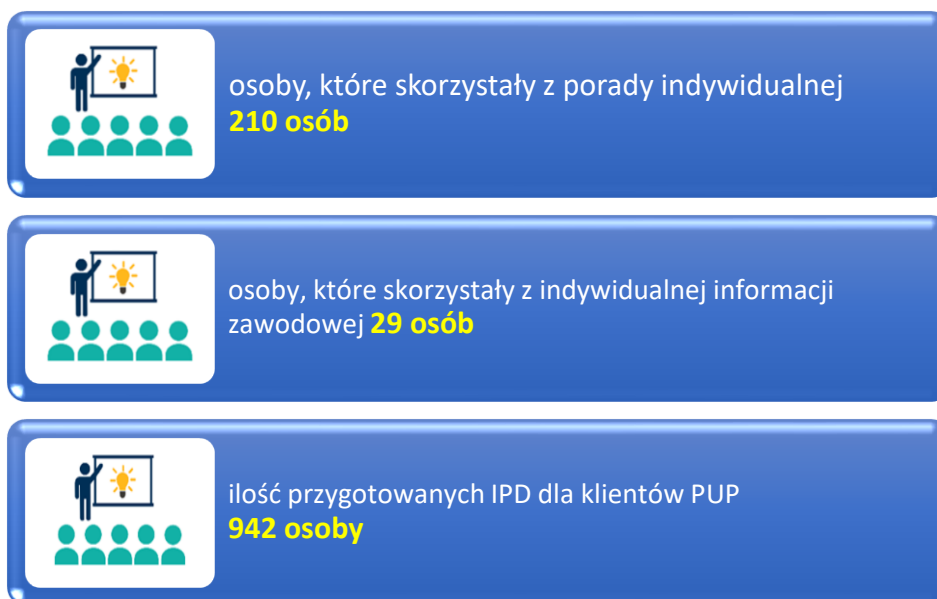 osoby, które skorzystały z porady indywidualnej
210 osób
osoby, które skorzystały z indywidualnej informacji
zawodowej 29 osób
ilość przygotowanych IPD dla klientów PUP
942 osoby